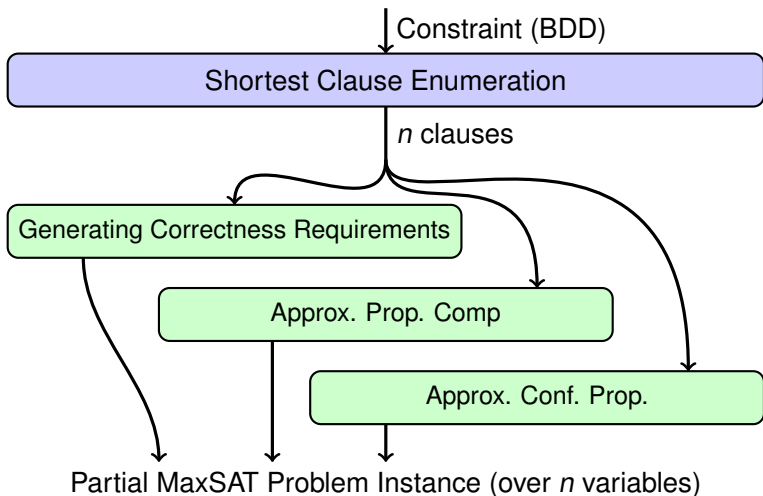 Constraint (BDD)
Shortest Clause Enumeration
n clauses
Generating Correctness Requirements
Approx. Prop. Comp
Approx. Conf. Prop.
Partial MaxSAT Problem Instance (over n variables)